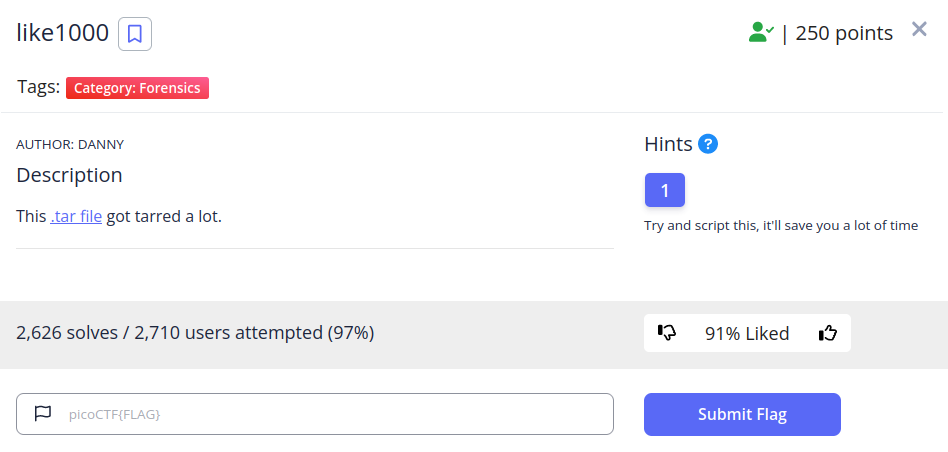 like1000
| 250 points
Tags: Category: Forensics
AUTHOR: DANNY
Description
This .tar file got tarred a lot.
Hints ?
1
Try and script this, it'll save you a lot of time
2,626 solves / 2,710 users attempted (97%)
91% Liked
picoCTF{FLAG}
Submit Flag